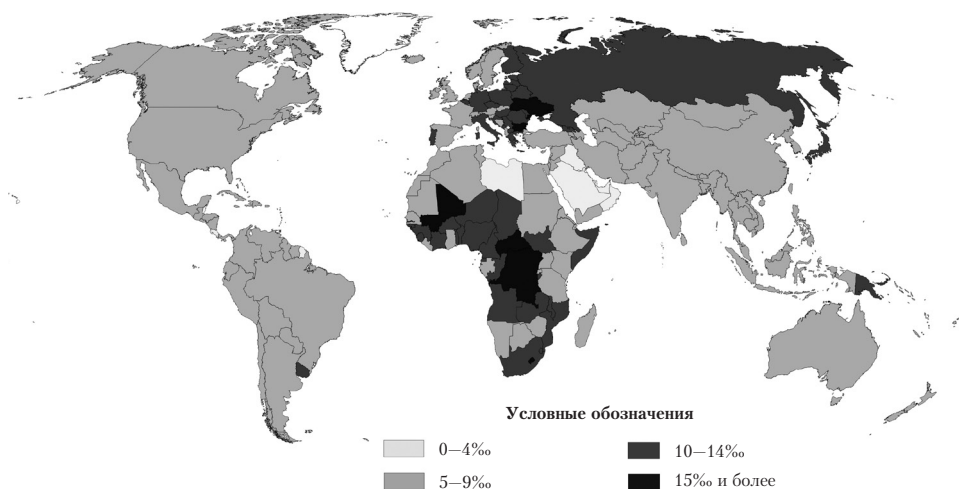 Условные обозначения
0–4‰
10–14‰
5–9‰
15‰ и более